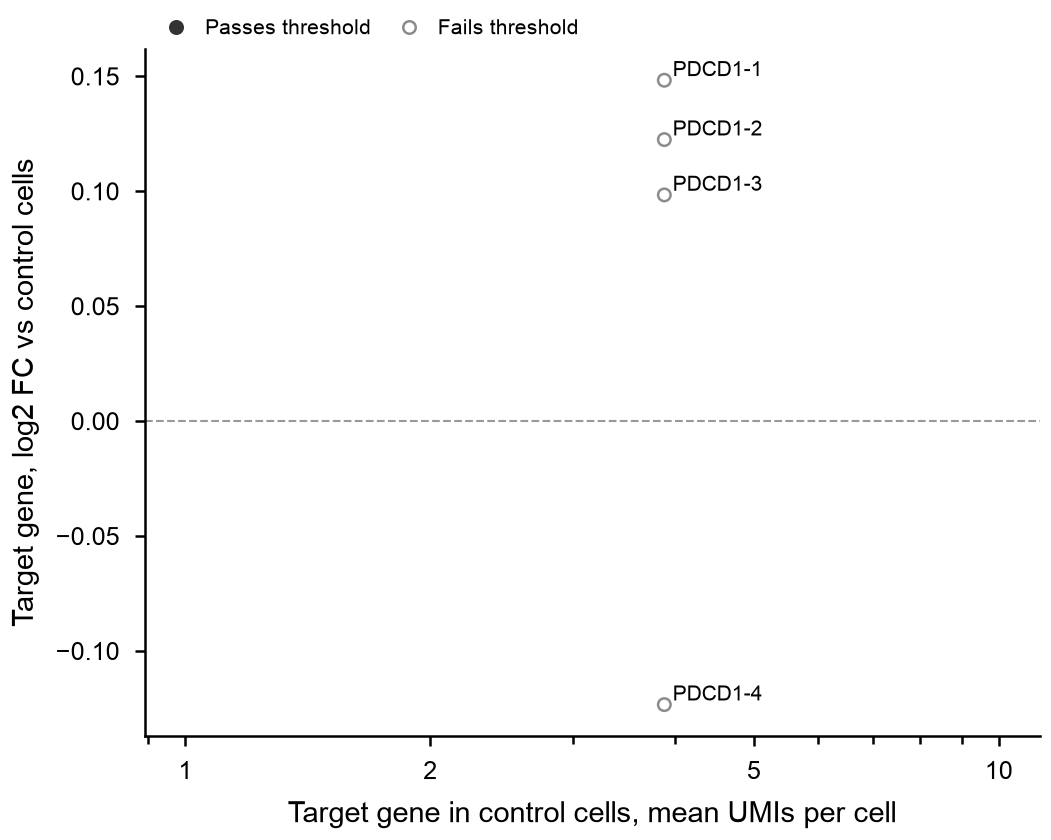 Passes threshold
Fails threshold
Target gene, log2 FC vs control cells
0.15
0.10
0.05
0.00
−0.05
−0.10
PDCD1-1
PDCD1-2
PDCD1-3
PDCD1-4
1
2
5
10
Target gene in control cells, mean UMIs per cell